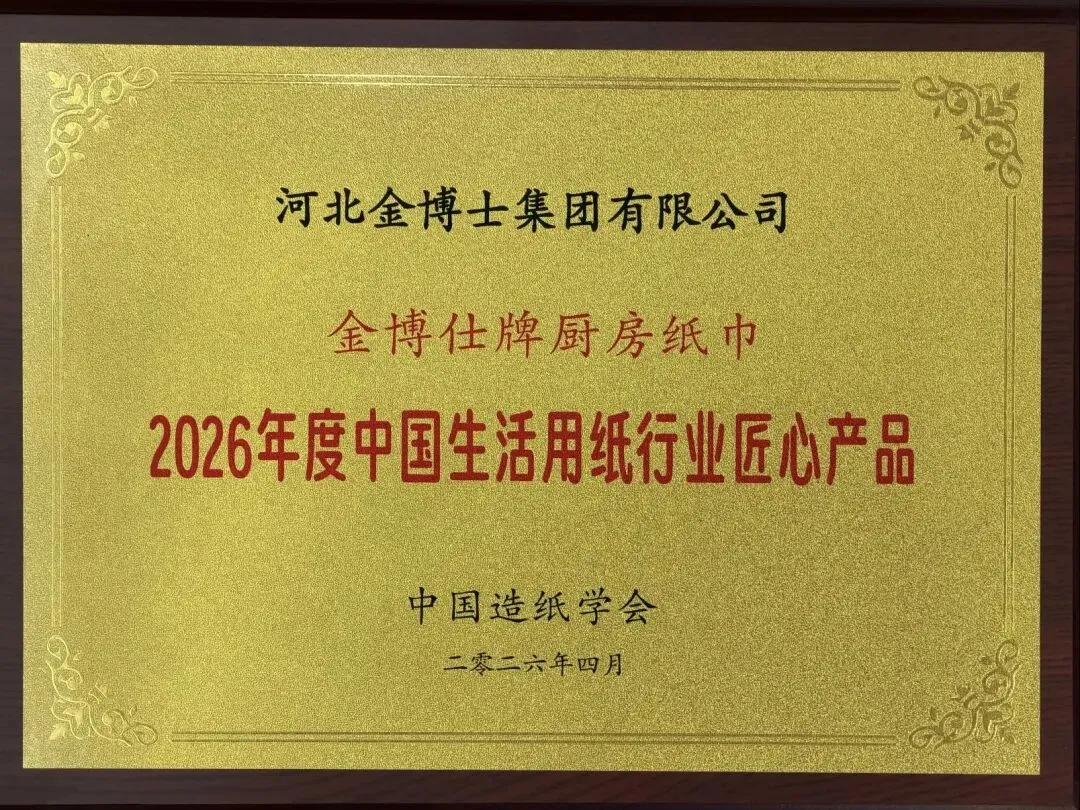 河北金博士集团有限公司
金博仕牌厨房纸巾
2026年度中国生活用纸行业匠心产品
中国造纸学会
二零二六年四月